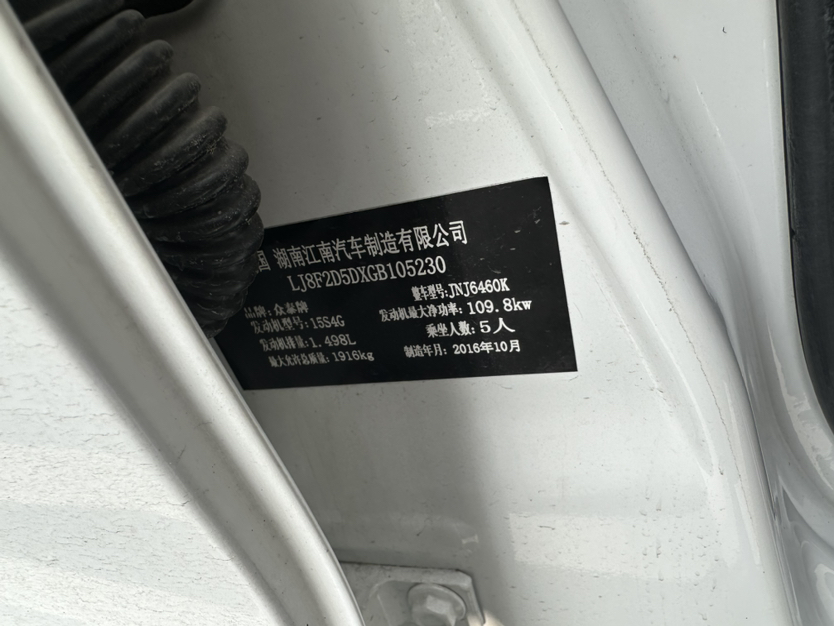 国 湖南江南汽车制造有限公司
LJ8F2D5DXGB105230
品牌:众泰牌 整车型号:JNJ6460K
发动机型号:15S4G 发动机最大净功率:109.8kw
发动机排量:1.498L 乘坐人数:5人
最大允许总质量:1916kg 制造年月:2016年10月